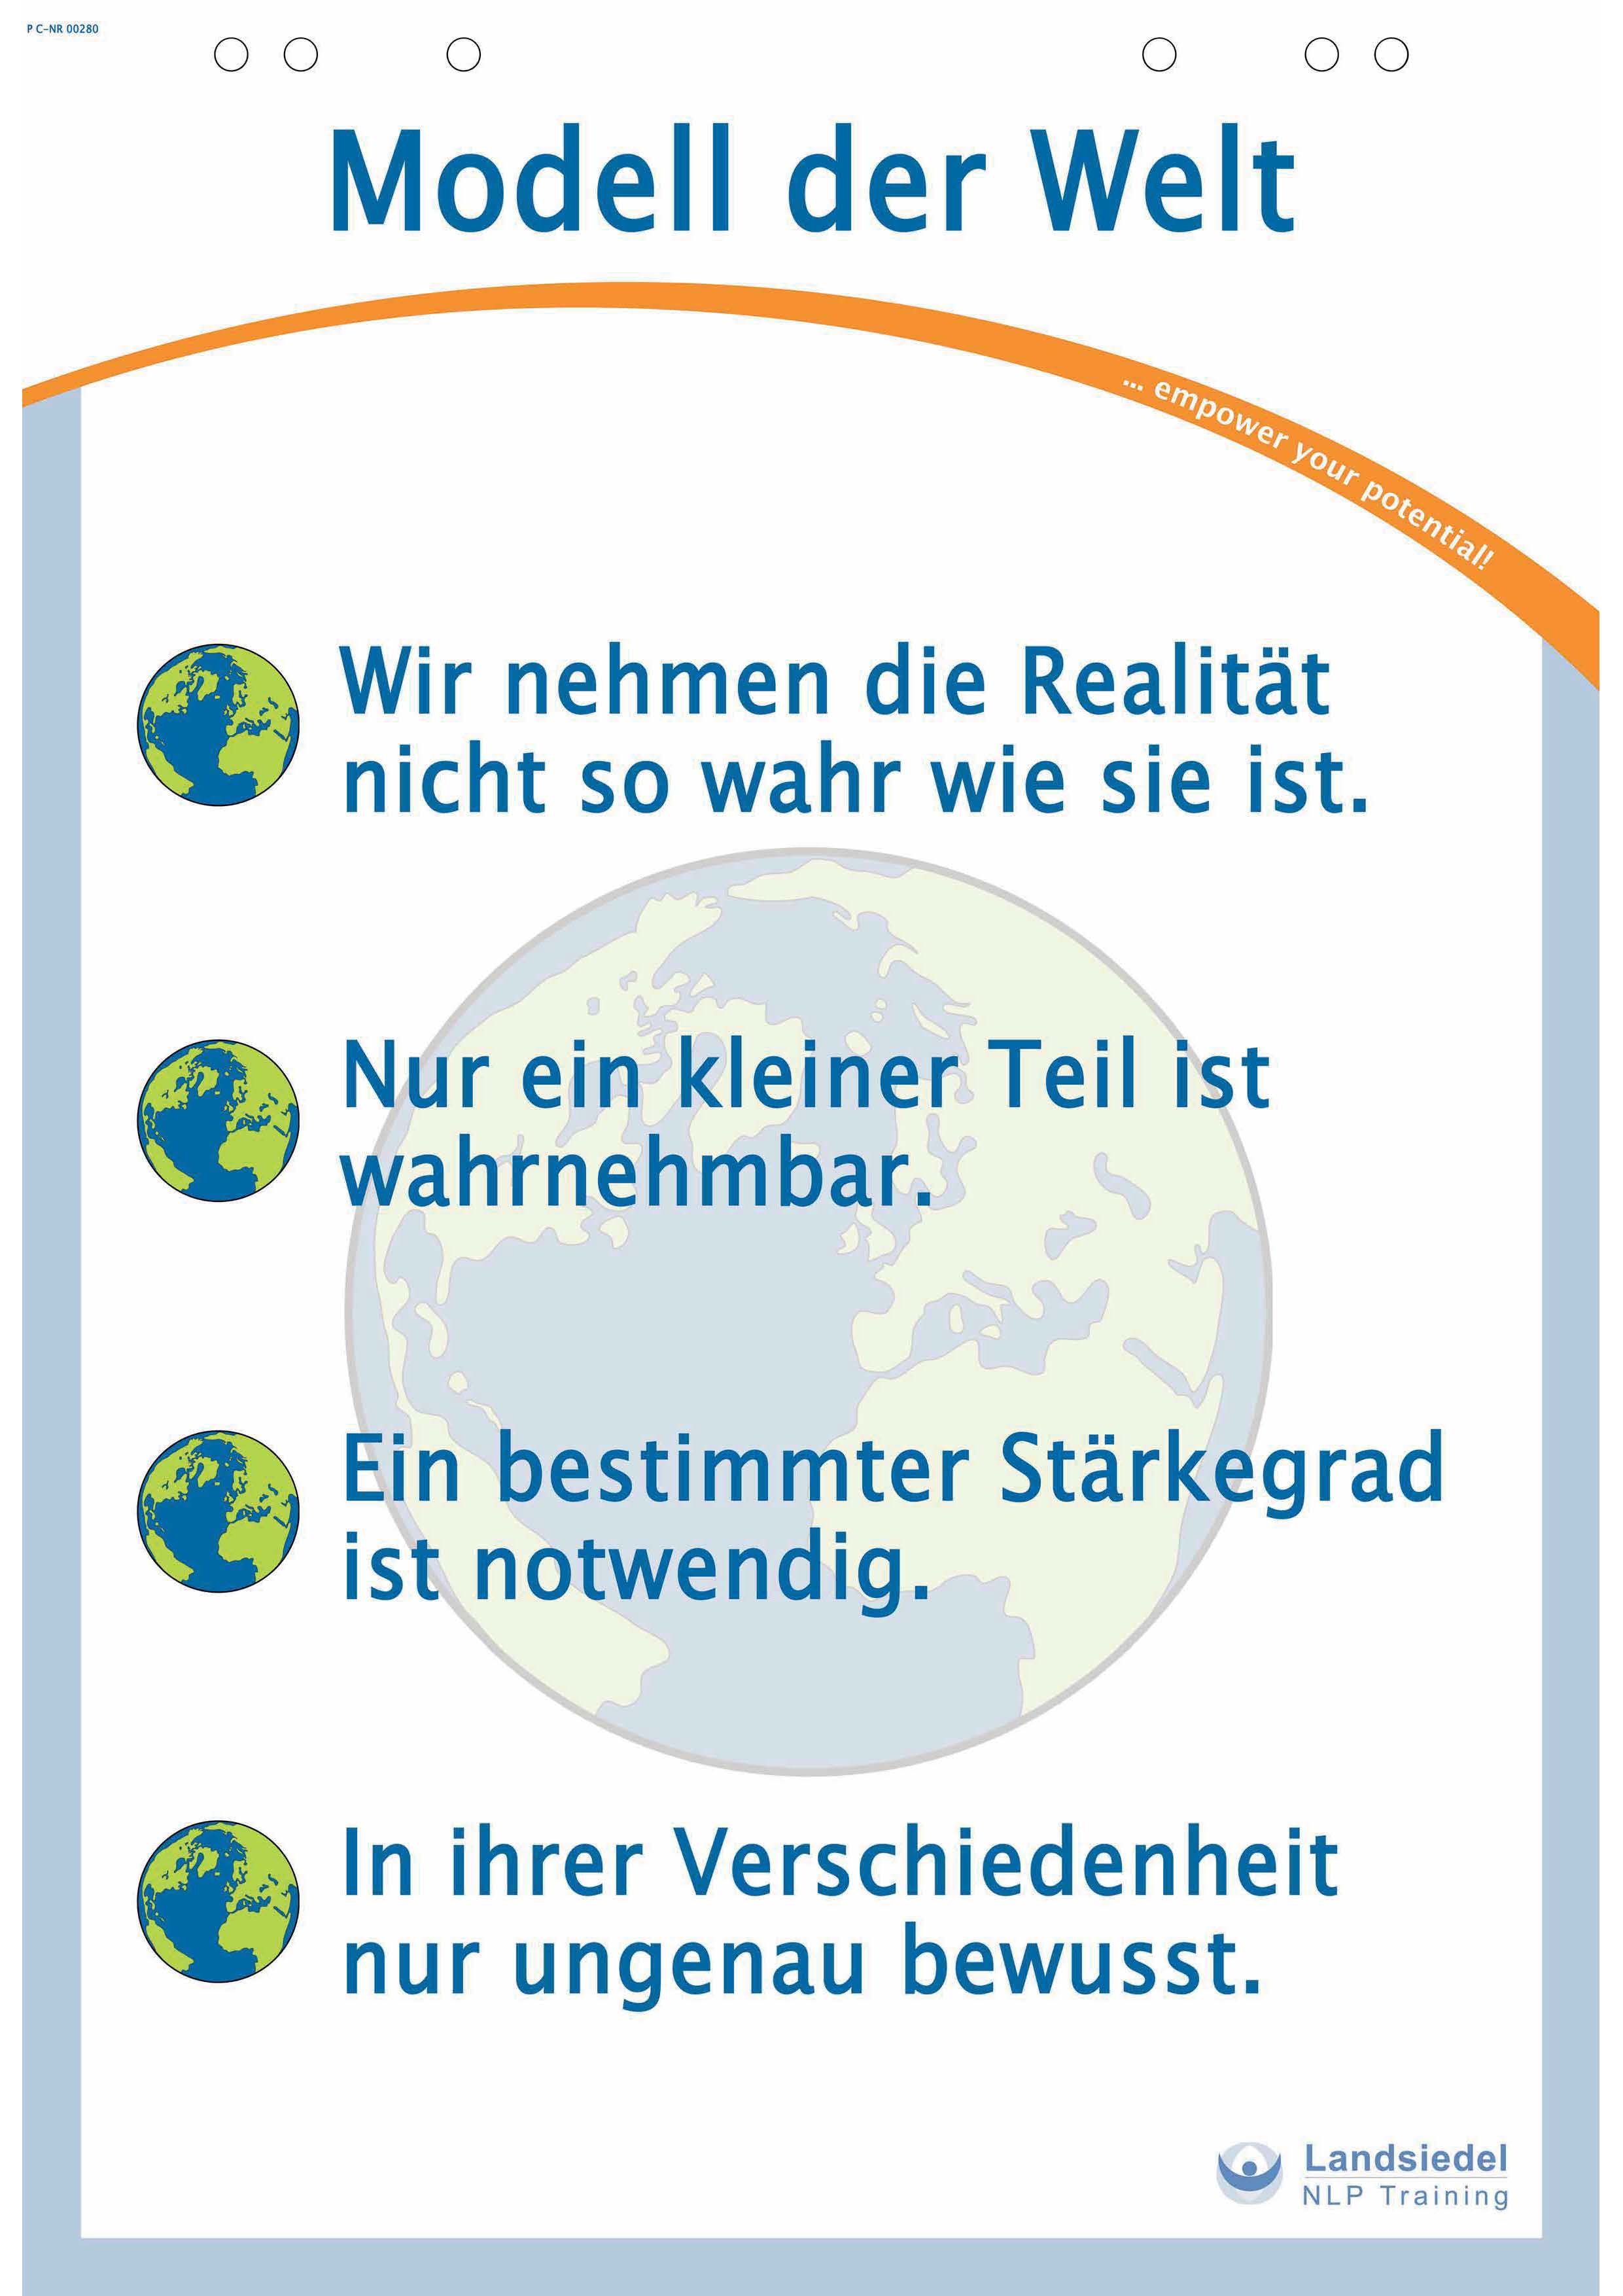 P C-NR 00280
Modell der Welt
... empower your potential!
Wir nehmen die Realität
nicht so wahr wie sie ist.
Nur ein kleiner Teil ist
wahrnehmbar.
Ein bestimmter Stärkegrad
ist notwendig.
In ihrer Verschiedenheit
nur ungenau bewusst.
Landsiedel
NLP Training